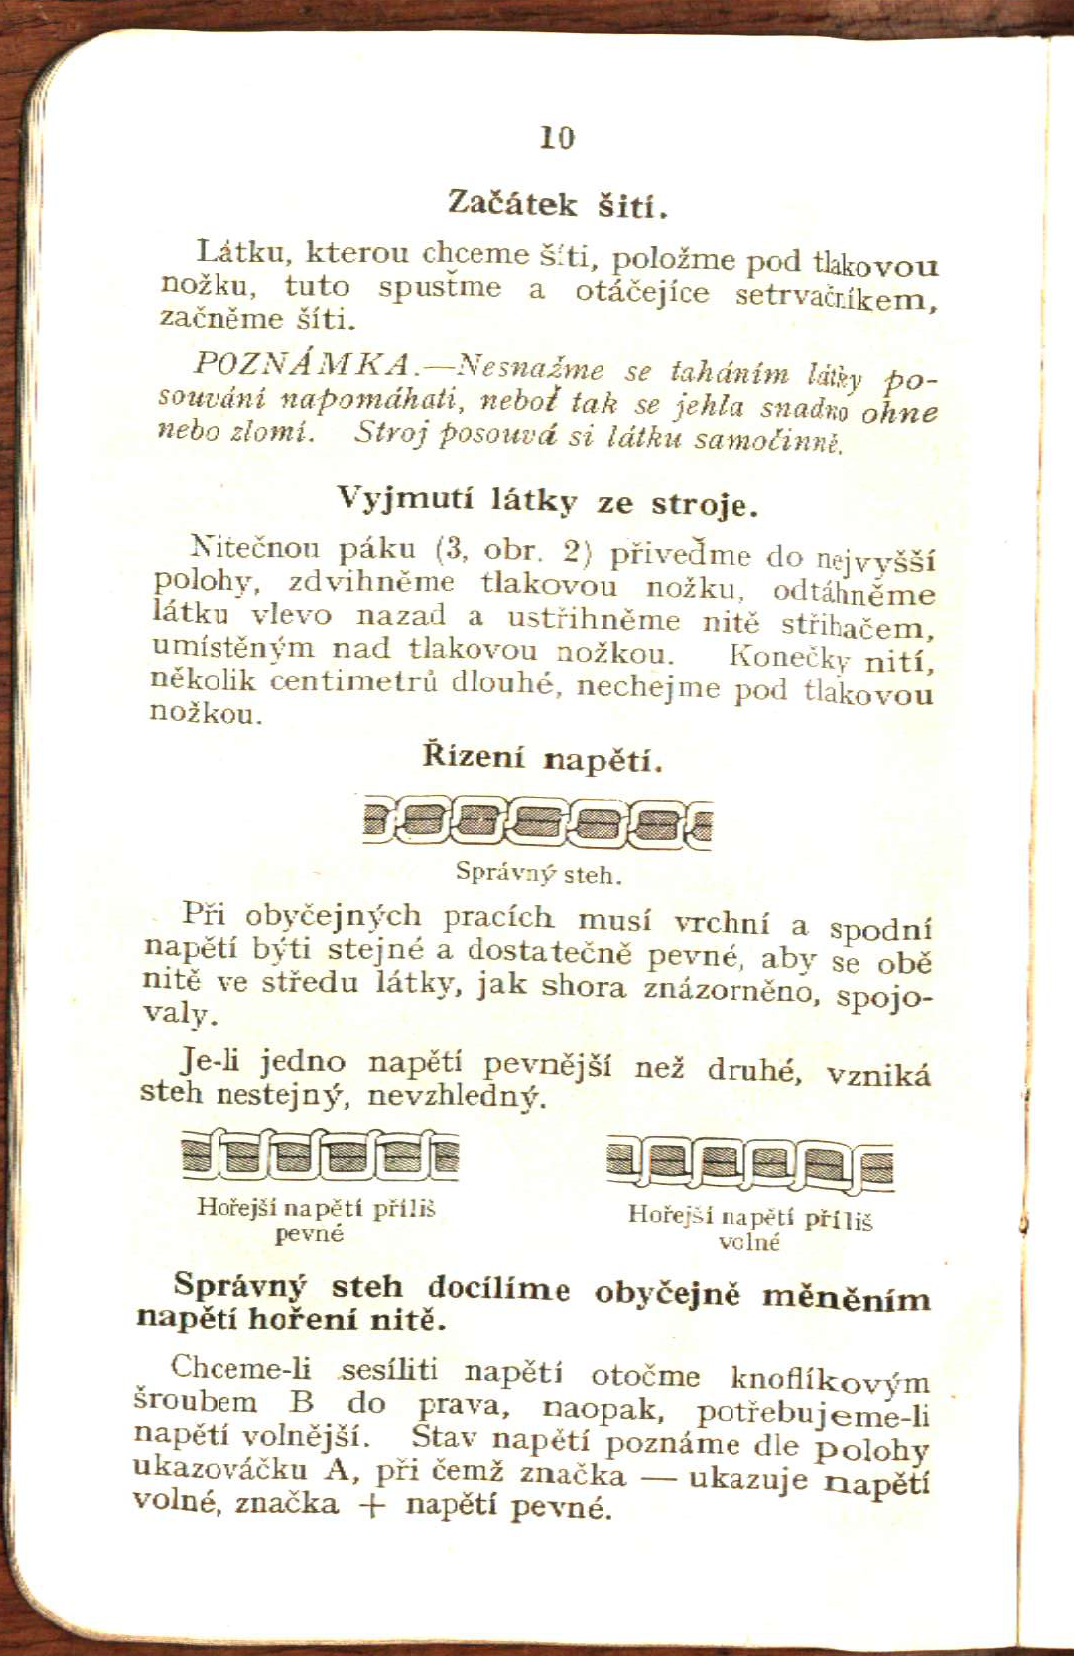 10
Začátek šití.
Látku, kterou chceme šíti, položme pod tlakovou
nožku, tuto spusťme a otáčejíce setrvačníkem,
začněme šíti.
POZNÁMKA.—Nesnažme se taháním látky po-
souvání napomáhati, neboť tak se jehla snadno ohne
nebo zlomí. Stroj posouvá si látku samočinně.
Vyjmutí látky ze stroje.
Nitečnou páku (3, obr. 2) přiveďme do nejvyšší
polohy, zdvihněme tlakovou nožku, odtáhněme
látku vlevo nazad a ustřihněme nitě střihačem,
umístěným nad tlakovou nožkou. Konečky nití,
několik centimetrů dlouhé, nechejme pod tlakovou
nožkou.
Řízení napětí.
Správný steh.
Při obyčejných pracích musí vrchní a spodní
napětí býti stejné a dostatečně pevné, aby se obě
nitě ve středu látky, jak shora znázorněno, spojo-
valy.
Je-li jedno napětí pevnější než druhé, vzniká
steh nestejný, nevzhledný.
Hořejší napětí příliš
pevné
Hořejší napětí příliš
volné
Správný steh docílíme obyčejně měněním
napětí hoření nitě.
Chceme-li sesíliti napětí otočme knoflíkovým
šroubem B do prava, naopak, potřebujeme-li
napětí volnější. Stav napětí poznáme dle polohy
ukazováčku A, při čemž značka — ukazuje napětí
volné, značka + napětí pevné.